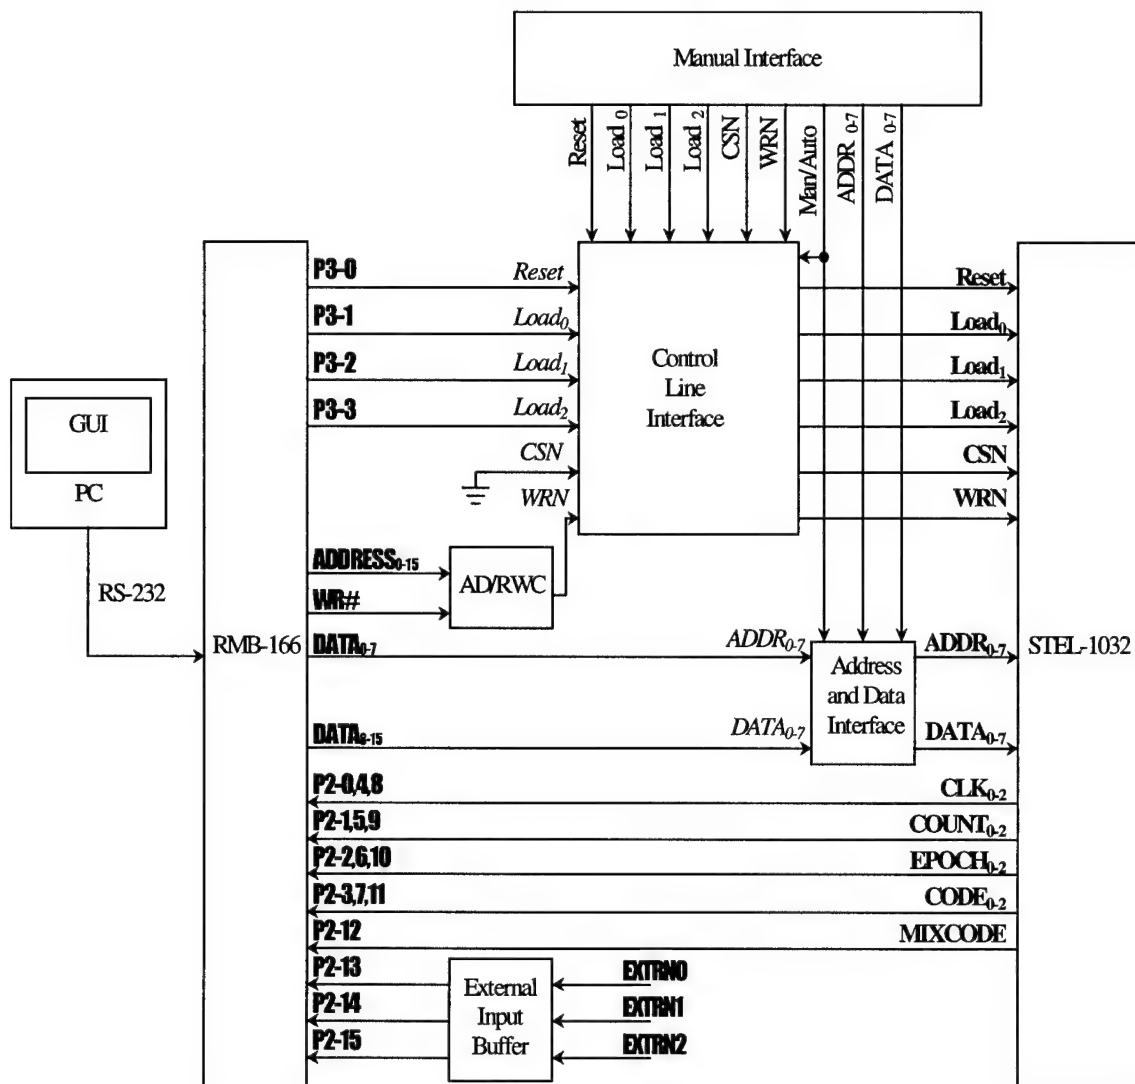 Manual Interface
Reset
Load 0
Load 1
Load 2
CSN
WRN
Man/Auto
ADDR 0-7
DATA 0-7
P3-0
Reset
Reset
P3-1
Load0
Load0
P3-2
Load1
Load1
P3-3
Load2
Load2
Control
Line
Interface
CSN
CSN
WRN
WRN
GUI
PC
RS-232
ADDRESS0-15
AD/RWC
WR#
RMB-166
DATA0-7
ADDR0-7
Address
and Data
Interface
ADDR0-7
STEL-1032
DATA8-15
DATA0-7
DATA0-7
P2-0,4,8
CLK0-2
P2-1,5,9
COUNT0-2
P2-2,6,10
EPOCH0-2
P2-3,7,11
CODE0-2
P2-12
MIXCODE
P2-13
External
Input
Buffer
EXTRN0
P2-14
EXTRN1
P2-15
EXTRN2